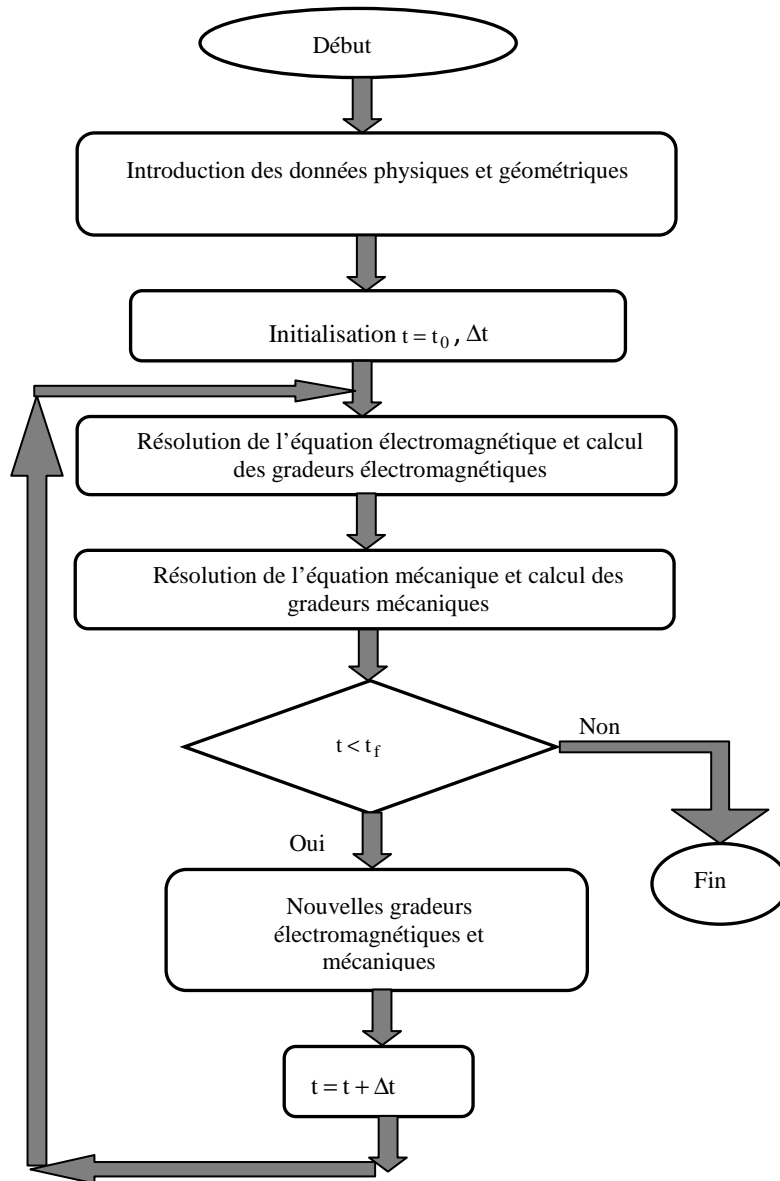 Début
Introduction des données physiques et géométriques
Initialisation t = t₀ , Δt
Résolution de l’équation électromagnétique et calcul
des gradeurs électromagnétiques
Résolution de l’équation mécanique et calcul des
gradeurs mécaniques
t < t_f
Non
Oui
Fin
Nouvelles gradeurs
électromagnétiques et
mécaniques
t = t + Δt